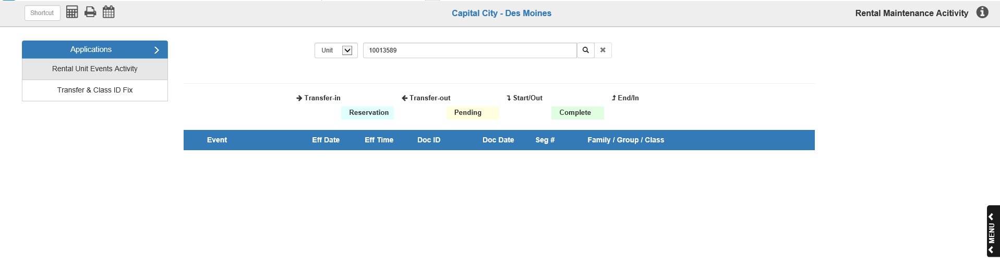 Shortcut
Capital City - Des Moines
Rental Maintenance Acitivity
Applications
Rental Unit Events Activity
Transfer & Class ID Fix
Unit
10013589
Transfer-in
Transfer-out
Start/Out
End/In
Reservation
Pending
Complete
Event Eff Date Eff Time Doc ID Doc Date Seg # Family / Group / Class
MENU